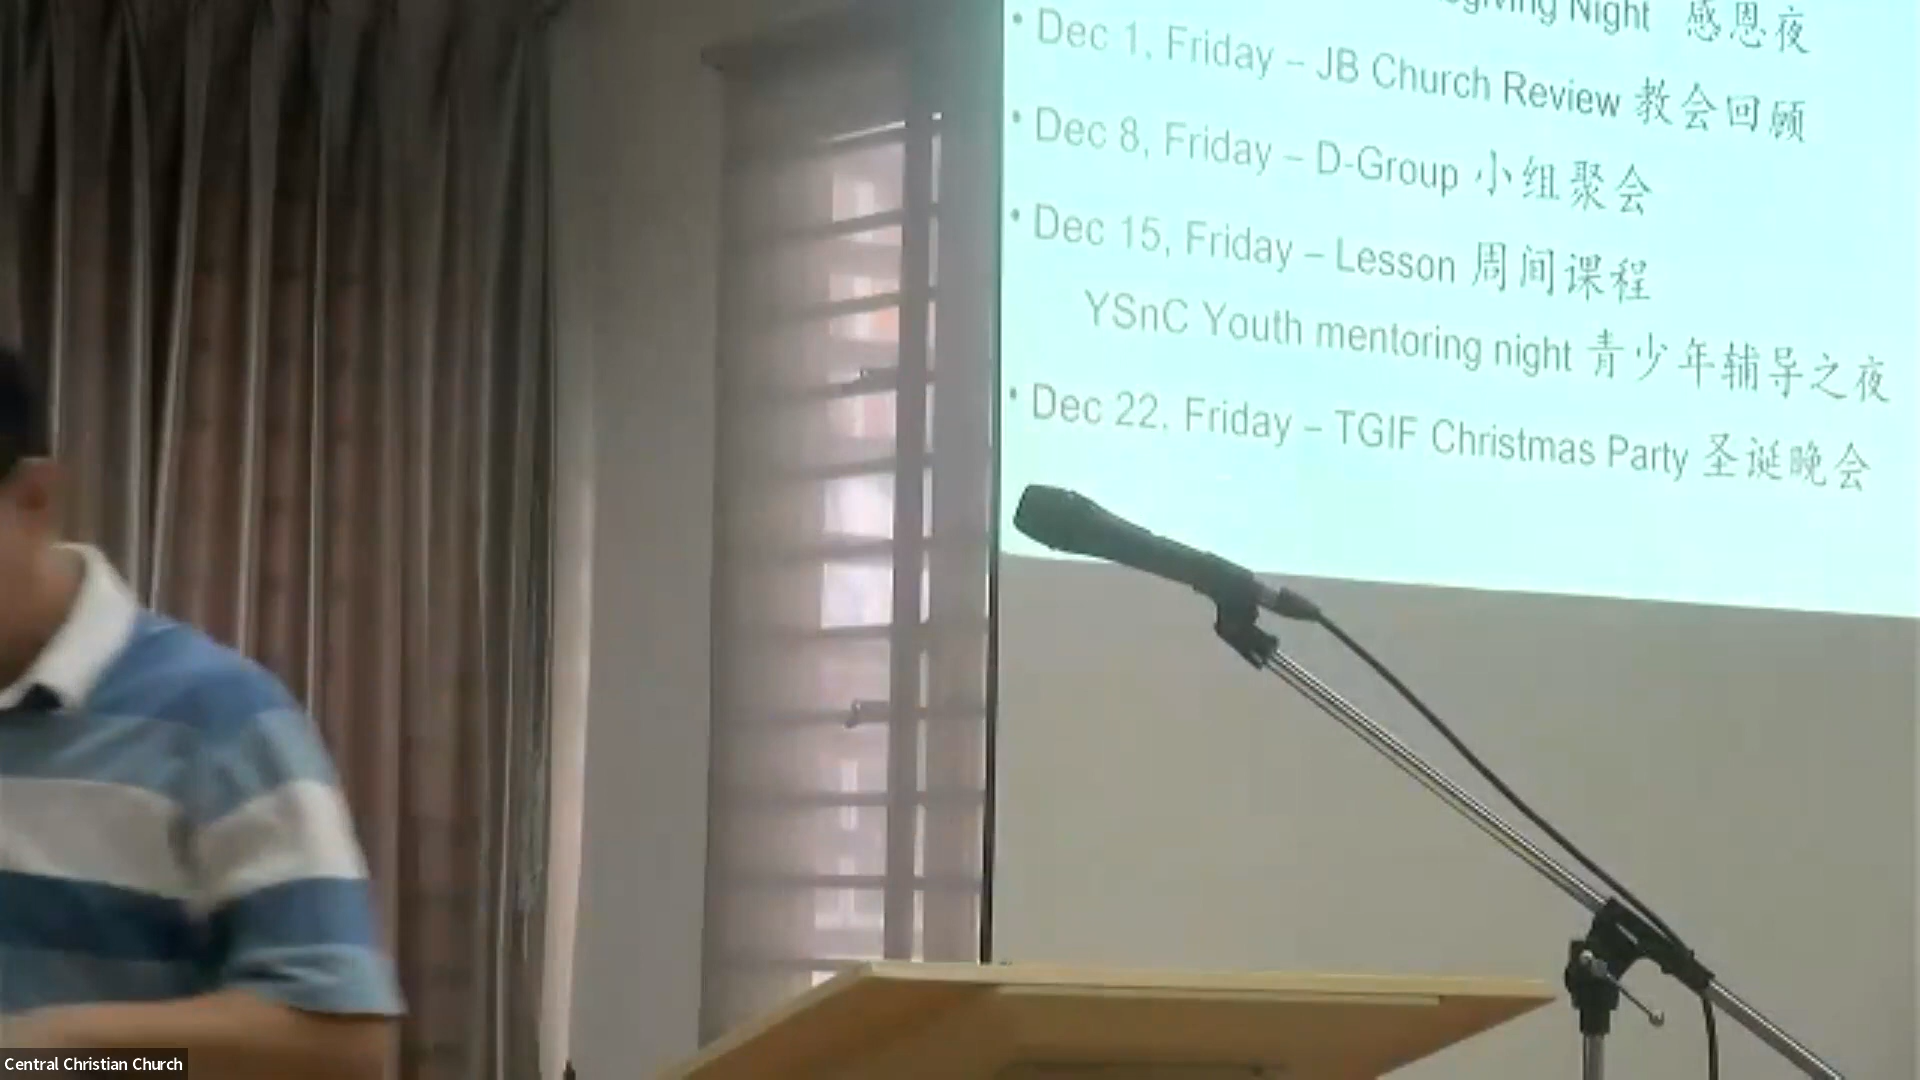 Night 感恩夜
• Dec 1, Friday – JB Church Review 教会回顾
• Dec 8, Friday – D-Group 小组聚会
• Dec 15, Friday – Lesson 周间课程
YSnC Youth mentoring night 青少年辅导之夜
• Dec 22. Friday – TGIF Christmas Party 圣诞晚会
Central Christian Church